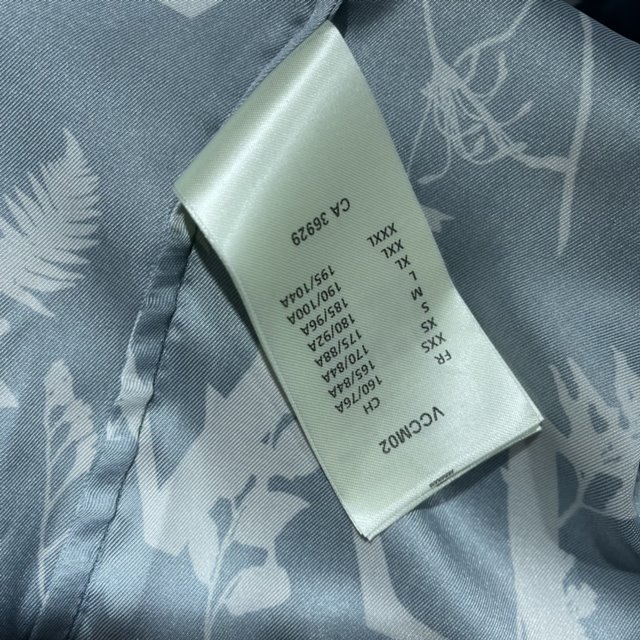 VCCM02
FR CH
XXS 160/76A
XS 165/84A
S 170/84A
M 175/88A
L 180/92A
XL 185/96A
XXL 190/100A
XXXL 195/104A
CA 36929